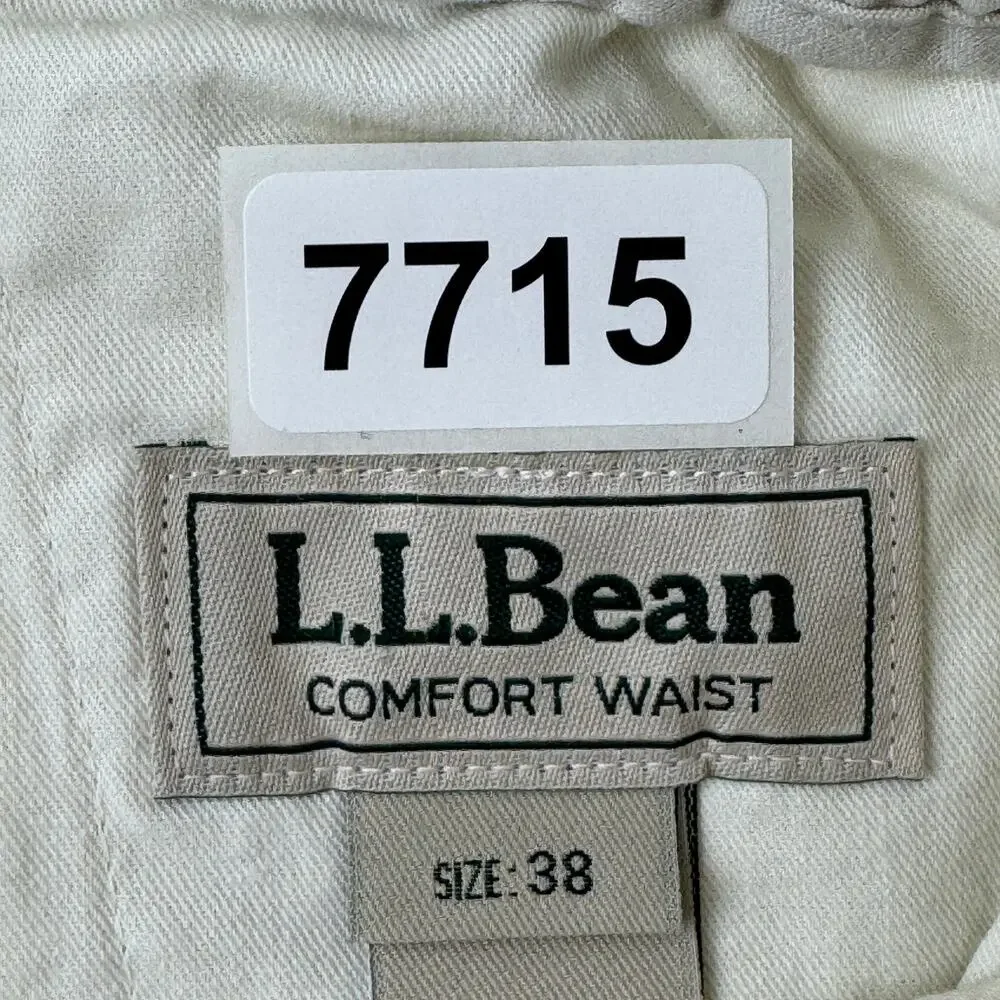 7715
L.L.Bean
COMFORT WAIST
SIZE: 38